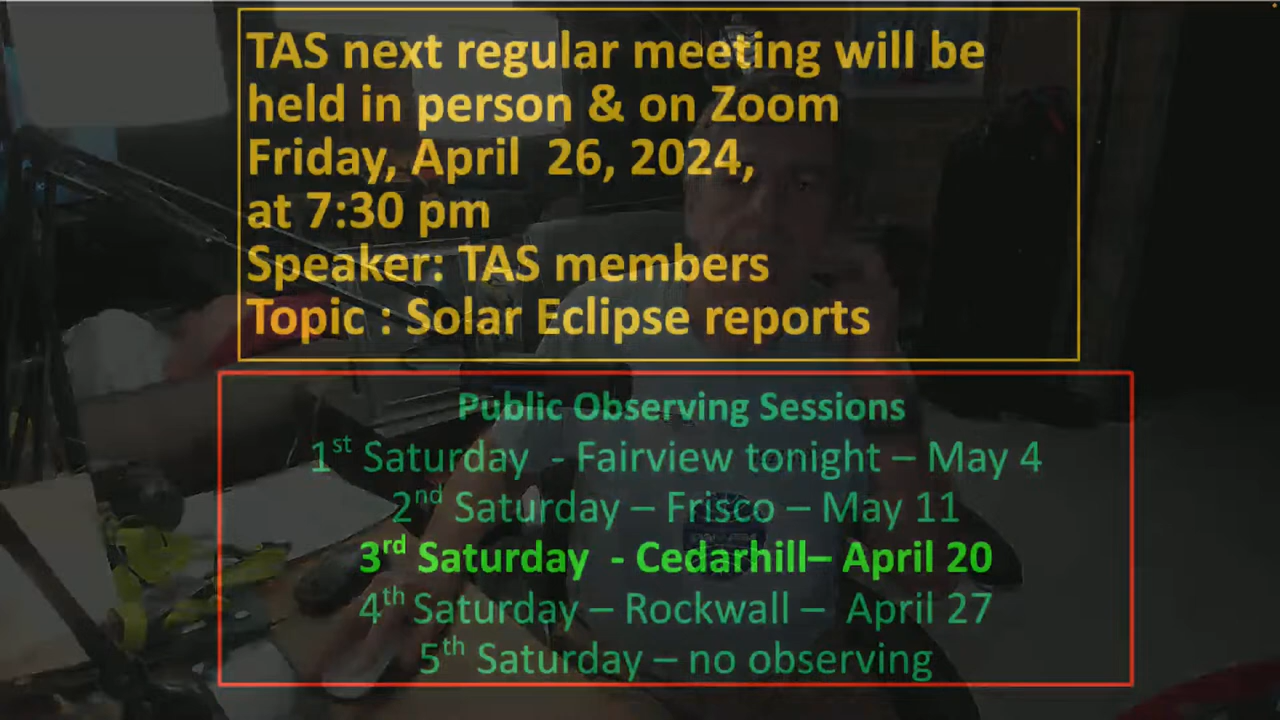 TAS next regular meeting will be
held in person & on Zoom
Friday, April 26, 2024,
at 7:30 pm
Speaker: TAS members
Topic : Solar Eclipse reports
Public Observing Sessions
1st Saturday - Fairview tonight – May 4
2nd Saturday – Frisco – May 11
3rd Saturday - Cedarhill– April 20
4th Saturday – Rockwall – April 27
5th Saturday – no observing